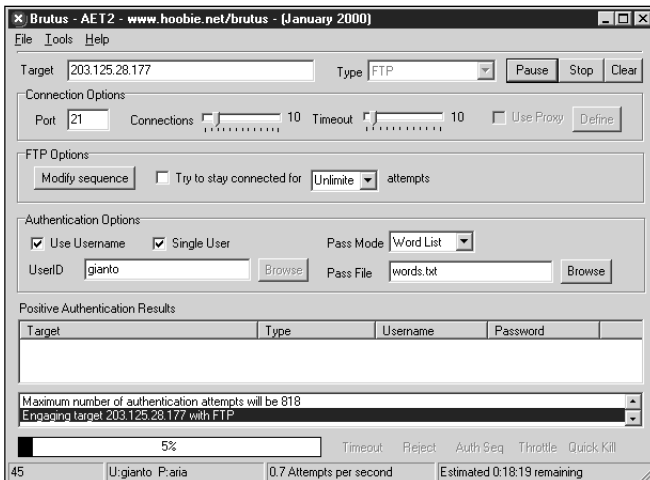 Brutus - AET2 - www.hoobie.net/brutus - (January 2000)
File Tools Help
Target 203.125.28.177 Type FTP Pause Stop Clear
Connection Options
Port 21 Connections 10 Timeout 10 Use Proxy Define
FTP Options
Modify sequence Try to stay connected for Unlimite attempts
Authentication Options
Use Username Single User Pass Mode Word List
UserID gianto Browse Pass File words.txt Browse
Positive Authentication Results
Target Type Username Password
Maximum number of authentication attempts will be 818
Engaging target 203.125.28.177 with FTP
5% Timeout Reject Auth Seq Throttle Quick Kill
45 U:gianto P:aria 0.7 Attempts per second Estimated 0:18:19 remaining